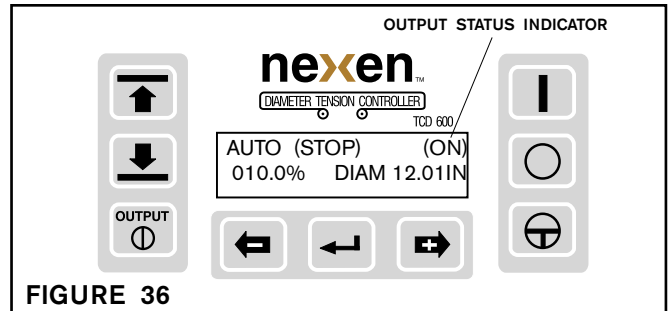 OUTPUT STATUS INDICATOR
nexen™
DIAMETER TENSION CONTROLLER
TCD 600
AUTO (STOP) (ON)
010.0% DIAM 12.01IN
OUTPUT
FIGURE 36